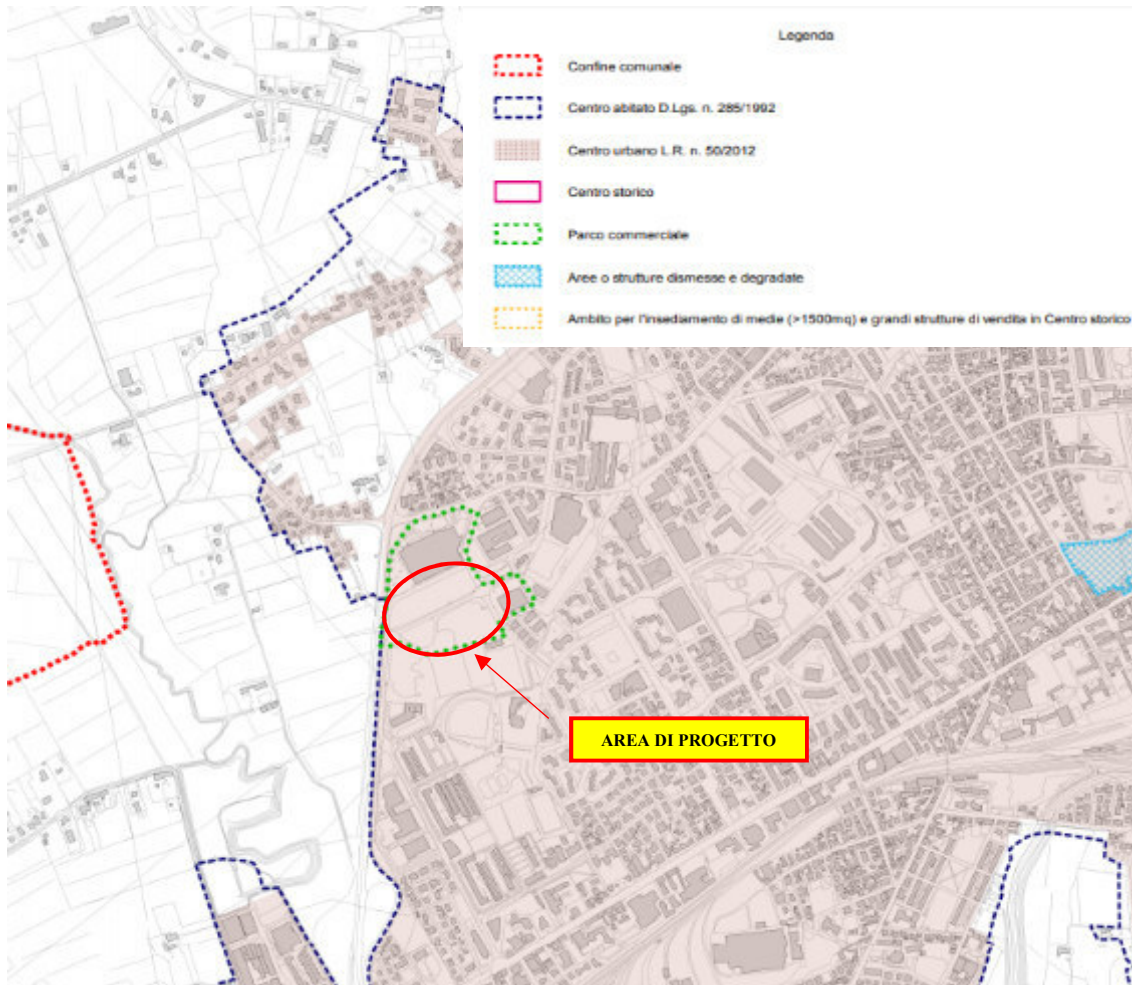 Legenda
Confine comunale
Centro abitato D.Lgs. n. 285/1992
Centro urbano L.R. n. 50/2012
Centro storico
Parco commerciale
Aree o strutture dismesse e degradate
Ambito per l'insediamento di medie (>1500mq) e grandi strutture di vendita in Centro storico
AREA DI PROGETTO